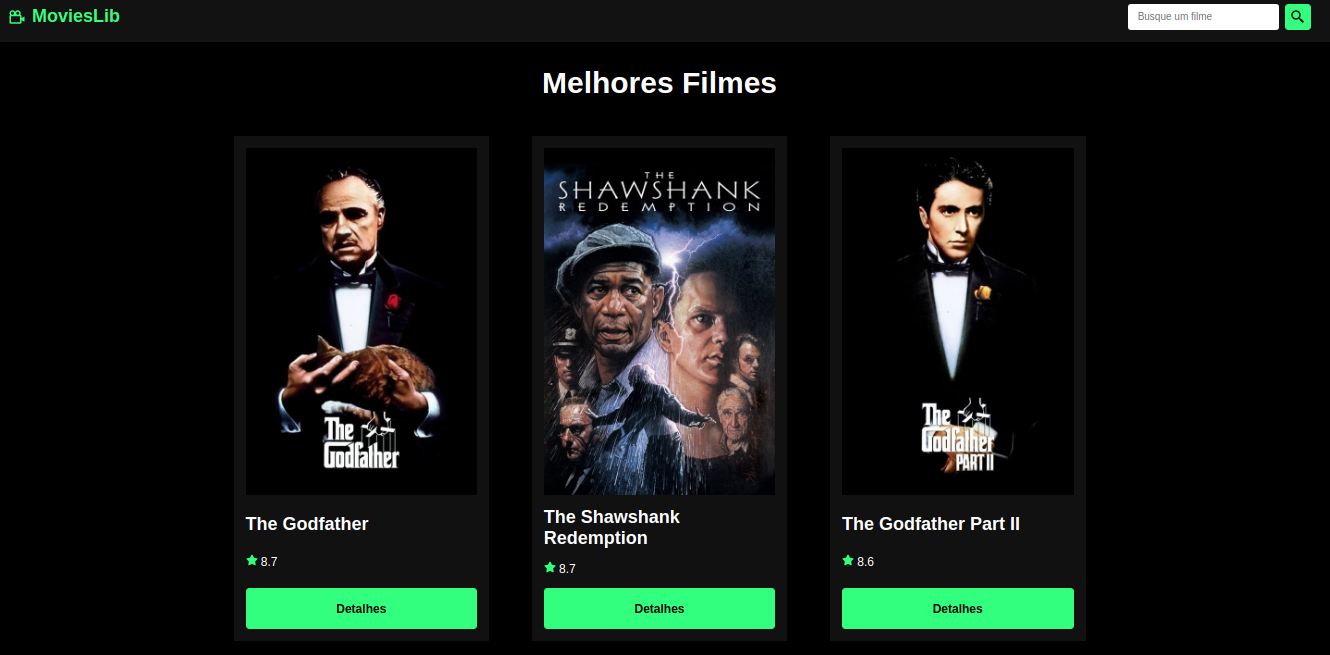 MoviesLib
Busque um filme
Melhores Filmes
The
Godfather
THE
SHAWSHANK
REDEMPTION
The
Godfather
PART II
The Godfather
8.7
Detalhes
The Shawshank
Redemption
8.7
Detalhes
The Godfather Part II
8.6
Detalhes